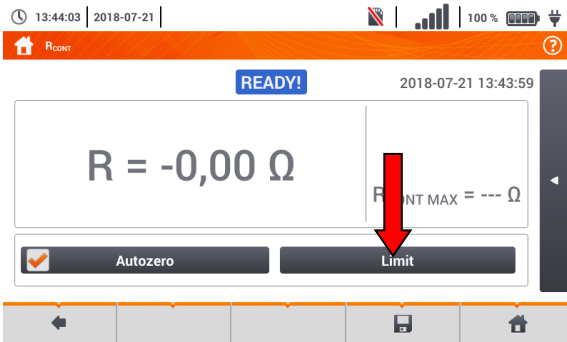 13:44:03 2018-07-21 100 %
RCONT ?
READY! 2018-07-21 13:43:59
R = -0,00 Ω
CONT MAX = --- Ω
Autozero Limit